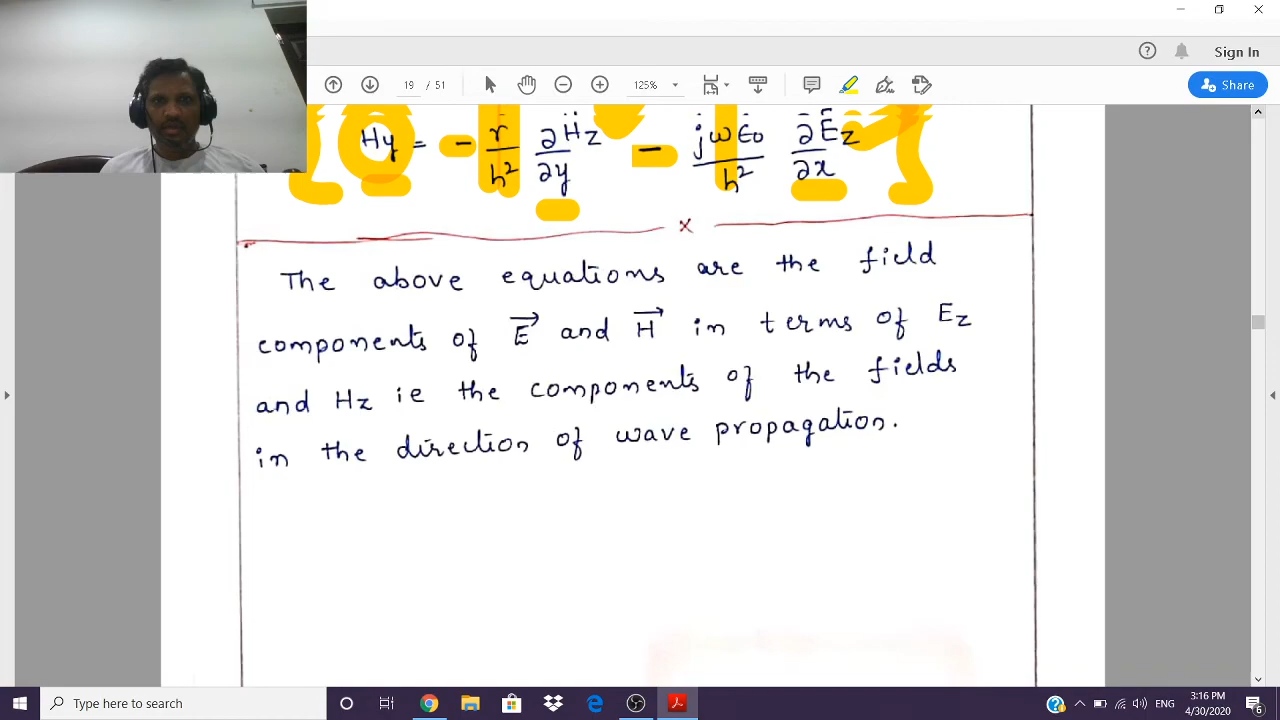 Sign In
19 / 51
125%
Share
Hy = - r/h² ∂Hz/∂y - jωε0/h² ∂Ez/∂x
x
The above equations are the field
components of E⃗ and H⃗ in terms of Ez
and Hz ie the components of the fields
in the direction of wave propagation.
Type here to search
ENG
3:16 PM
4/30/2020
6